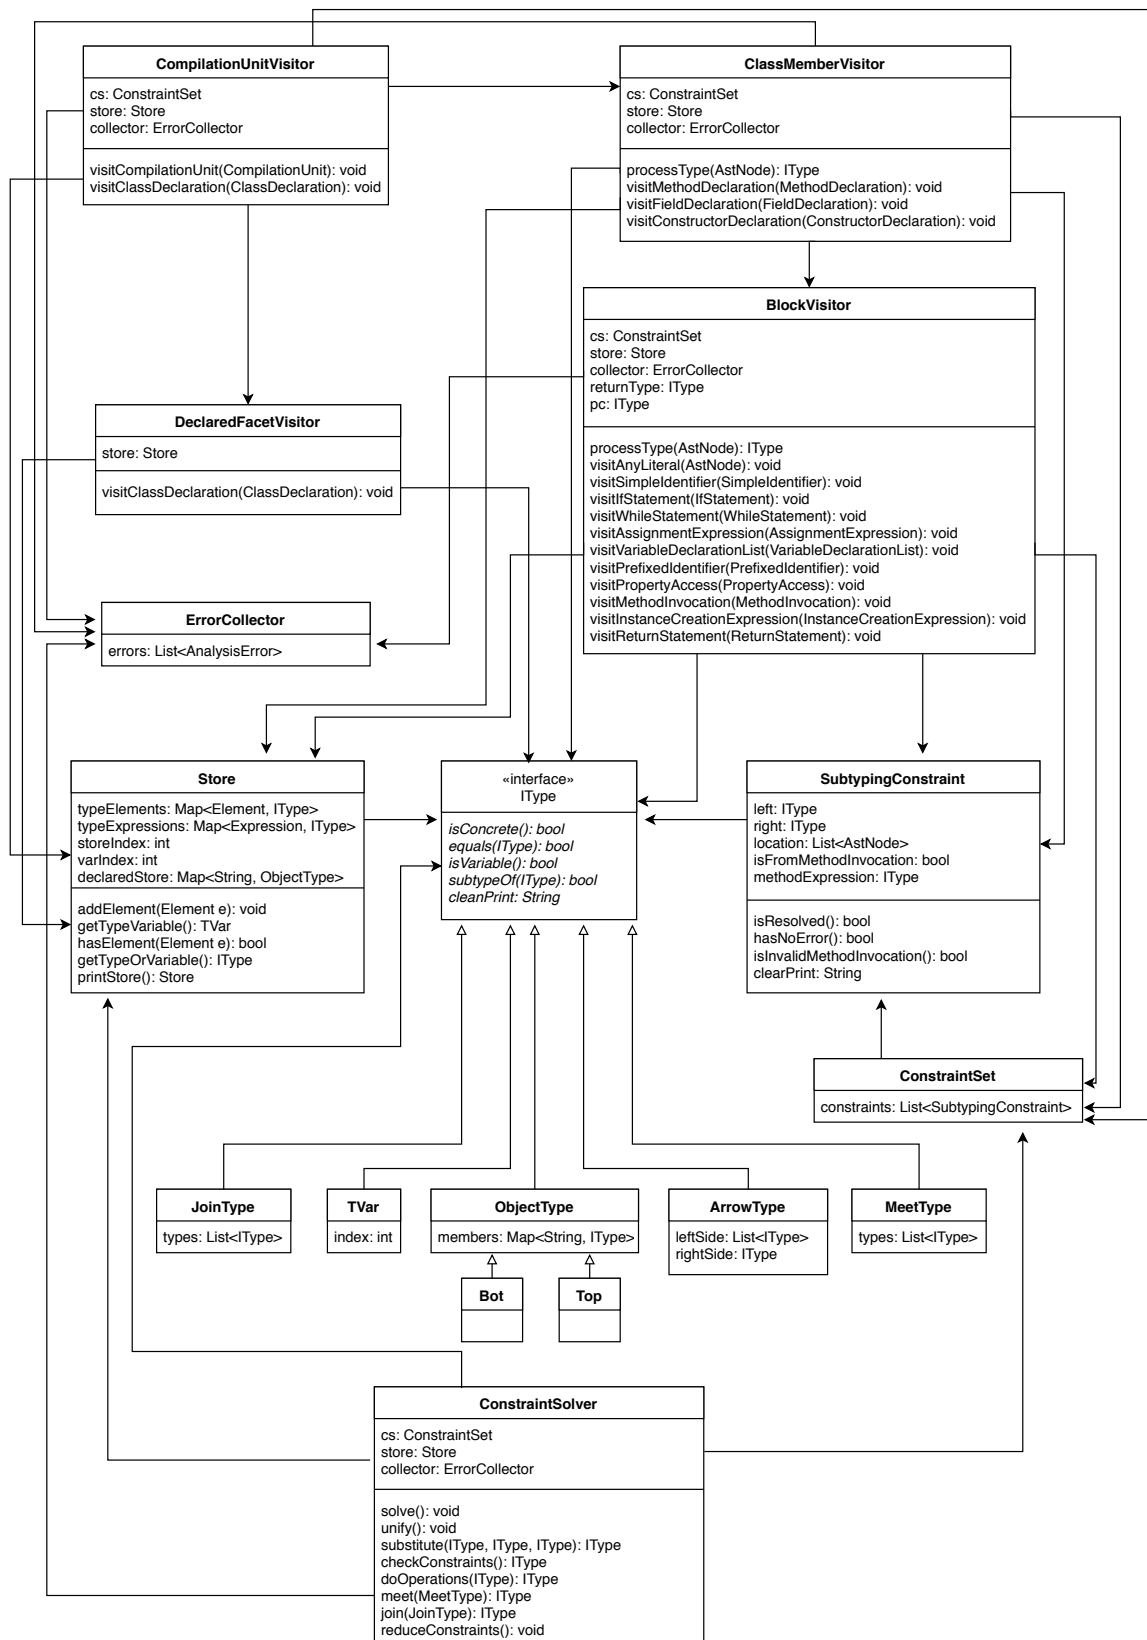 CompilationUnitVisitor
cs: ConstraintSet
store: Store
collector: ErrorCollector
visitCompilationUnit(CompilationUnit): void
visitClassDeclaration(ClassDeclaration): void
ClassMemberVisitor
cs: ConstraintSet
store: Store
collector: ErrorCollector
processType(AstNode): IType
visitMethodDeclaration(MethodDeclaration): void
visitFieldDeclaration(FieldDeclaration): void
visitConstructorDeclaration(ConstructorDeclaration): void
BlockVisitor
cs: ConstraintSet
store: Store
collector: ErrorCollector
returnType: IType
pc: IType
processType(AstNode): IType
visitAnyLiteral(AstNode): void
visitSimpleIdentifier(SimpleIdentifier): void
visitIfStatement(IfStatement): void
visitWhileStatement(WhileStatement): void
visitAssignmentExpression(AssignmentExpression): void
visitVariableDeclarationList(VariableDeclarationList): void
visitPrefixedIdentifier(PrefixedIdentifier): void
visitPropertyAccess(PropertyAccess): void
visitMethodInvocation(MethodInvocation): void
visitInstanceCreationExpression(InstanceCreationExpression): void
visitReturnStatement(ReturnStatement): void
DeclaredFacetVisitor
store: Store
visitClassDeclaration(ClassDeclaration): void
ErrorCollector
errors: List<AnalysisError>
Store
typeElements: Map<Element, IType>
typeExpressions: Map<Expression, IType>
storeIndex: int
varIndex: int
declaredStore: Map<String, ObjectType>
addElement(Element e): void
getTypeVariable(): TVar
hasElement(Element e): bool
getTypeOrVariable(): IType
printStore(): Store
«interface»
IType
isConcrete(): bool
equals(IType): bool
isVariable(): bool
subtypeOf(IType): bool
cleanPrint: String
SubtypingConstraint
left: IType
right: IType
location: List<AstNode>
isFromMethodInvocation: bool
methodExpression: IType
isResolved(): bool
hasNoError(): bool
isInvalidMethodInvocation(): bool
clearPrint: String
ConstraintSet
constraints: List<SubtypingConstraint>
JoinType
types: List<IType>
TVar
index: int
ObjectType
members: Map<String, IType>
ArrowType
leftSide: List<IType>
rightSide: IType
MeetType
types: List<IType>
Bot
Top
ConstraintSolver
cs: ConstraintSet
store: Store
collector: ErrorCollector
solve(): void
unify(): void
substitute(IType, IType, IType): IType
checkConstraints(): IType
doOperations(IType): IType
meet(MeetType): IType
join(JoinType): IType
reduceConstraints(): void